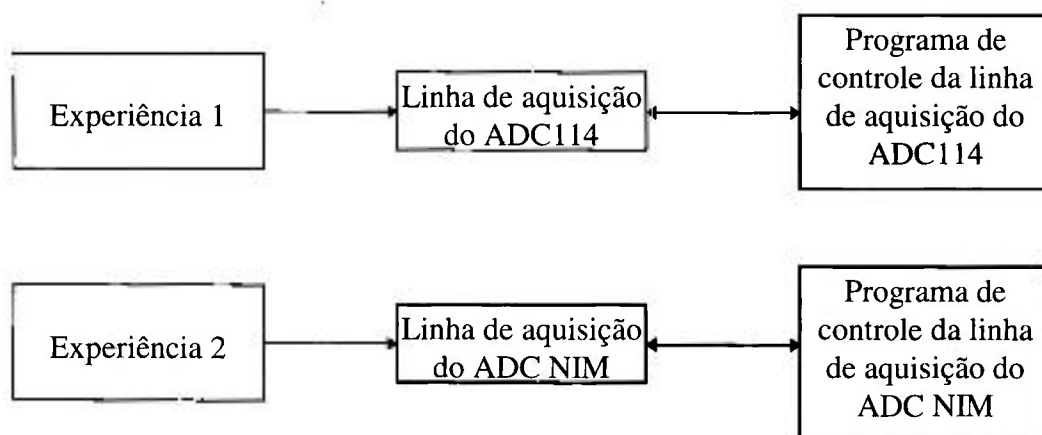 Experiência 1
Linha de aquisição
do ADC114
Programa de
controle da linha
de aquisição do
ADC114
Experiência 2
Linha de aquisição
do ADC NIM
Programa de
controle da linha
de aquisição do
ADC NIM